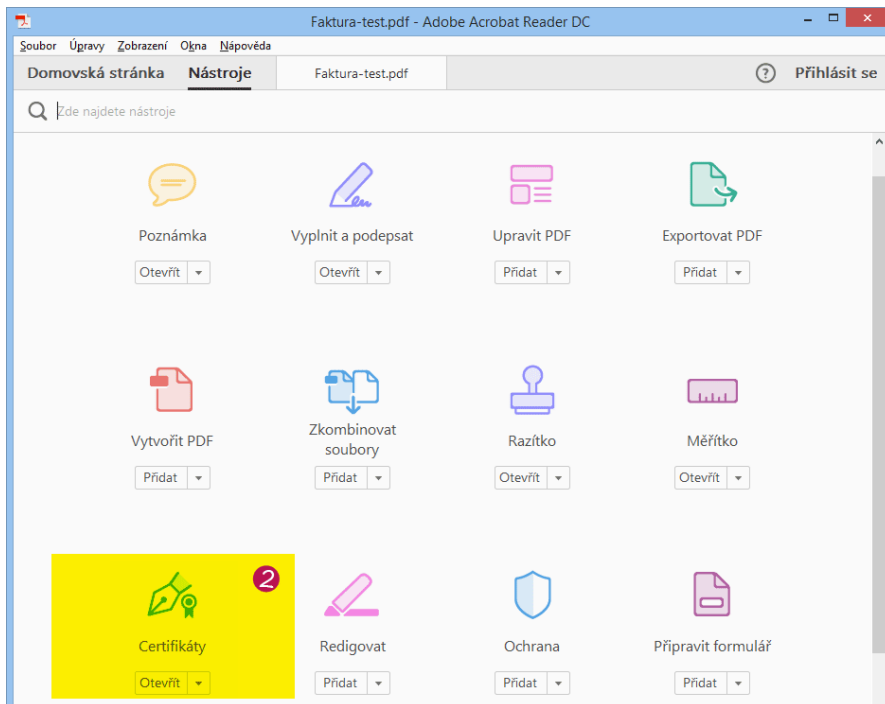 Faktura-test.pdf - Adobe Acrobat Reader DC
Soubor Úpravy Zobrazení Okna Nápověda
Domovská stránka Nástroje Faktura-test.pdf ? Přihlásit se
Zde najdete nástroje
Poznámka Vyplnit a podepsat Upravit PDF Exportovat PDF
Otevřít Otevřít Přidat Přidat
Vytvořit PDF Zkombinovat soubory Razítko Měřítko
Přidat Přidat Otevřít Otevřít
2
Certifikáty Redigovat Ochrana Připravit formulář
Otevřít Přidat Přidat Přidat